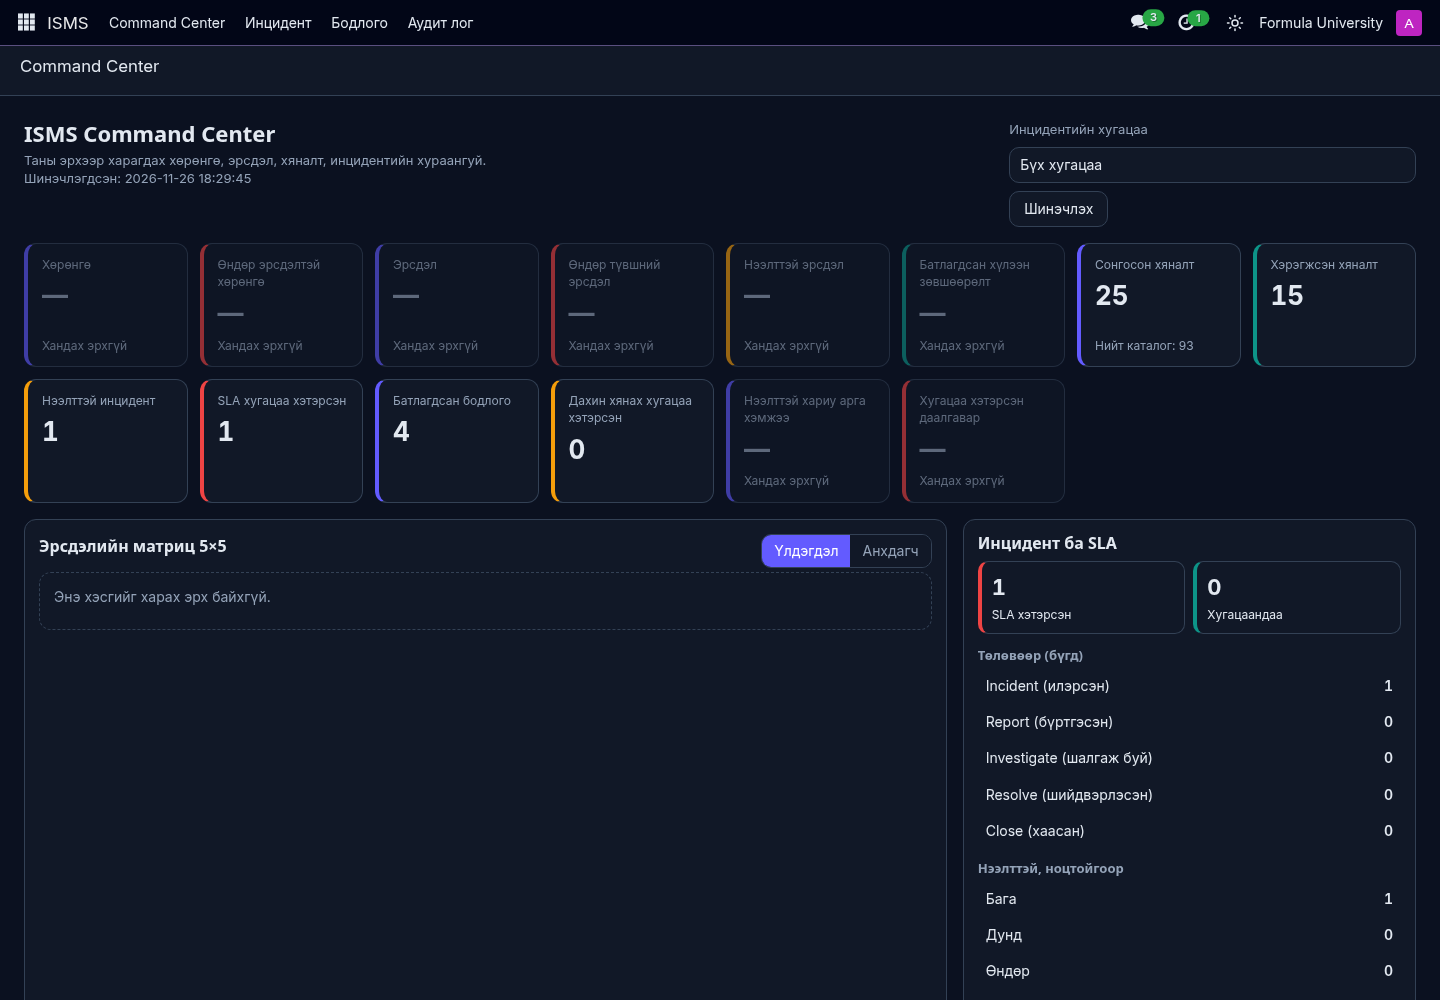 ISMS
Command Center
Инцидент
Бодлого
Аудит лог
3
1
Formula University
A
Command Center
ISMS Command Center
Таны эрхээр харагдах хөрөнгө, эрсдэл, хяналт, инцидентийн хураангуй.
Шинэчлэгдсэн: 2026-11-26 18:29:45
Инцидентийн хугацаа
Бүх хугацаа
Шинэчлэх
Хөрөнгө
—
Хандах эрхгүй
Өндөр эрсдэлтэй
хөрөнгө
—
Хандах эрхгүй
Эрсдэл
—
Хандах эрхгүй
Өндөр түвшний
эрсдэл
—
Хандах эрхгүй
Нээлттэй эрсдэл
—
Хандах эрхгүй
Батлагдсан хүлээн
зөвшөөрөлт
—
Хандах эрхгүй
Сонгосон хяналт
25
Нийт каталог: 93
Хэрэгжсэн хяналт
15
Нээлттэй инцидент
1
SLA хугацаа хэтэрсэн
1
Батлагдсан бодлого
4
Дахин хянах хугацаа
хэтэрсэн
0
Нээлттэй хариу арга
хэмжээ
—
Хандах эрхгүй
Хугацаа хэтэрсэн
даалгавар
—
Хандах эрхгүй
Эрсдэлийн матриц 5×5
Үлдэгдэл
Анхдагч
Энэ хэсгийг харах эрх байхгүй.
Инцидент ба SLA
1
SLA хэтэрсэн
0
Хугацаандаа
Төлөвөөр (бүгд)
Incident (илэрсэн) 1
Report (бүртгэсэн) 0
Investigate (шалгаж буй) 0
Resolve (шийдвэрлэсэн) 0
Close (хаасан) 0
Нээлттэй, ноцтойгоор
Бага 1
Дунд 0
Өндөр 0